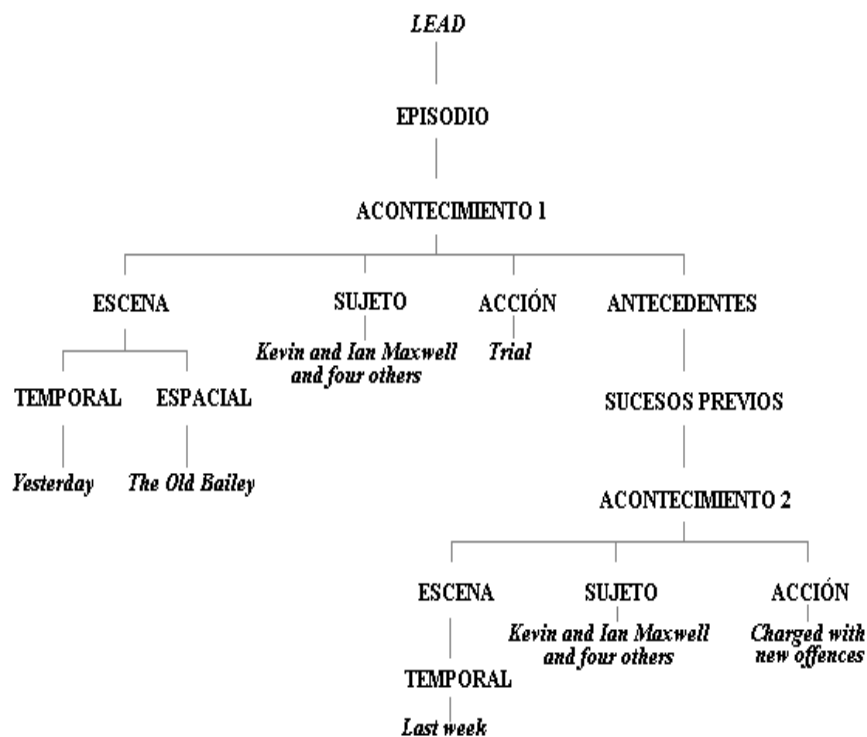 LEAD
EPISODIO
ACONTECIMIENTO 1
ESCENA SUJETO ACCIÓN ANTECEDENTES
Kevin and Ian Maxwell Trial
and four others
TEMPORAL ESPACIAL SUCESOS PREVIOS
Yesterday The Old Bailey
ACONTECIMIENTO 2
ESCENA SUJETO ACCIÓN
Kevin and Ian Maxwell Charged with
and four others new offences
TEMPORAL
Last week